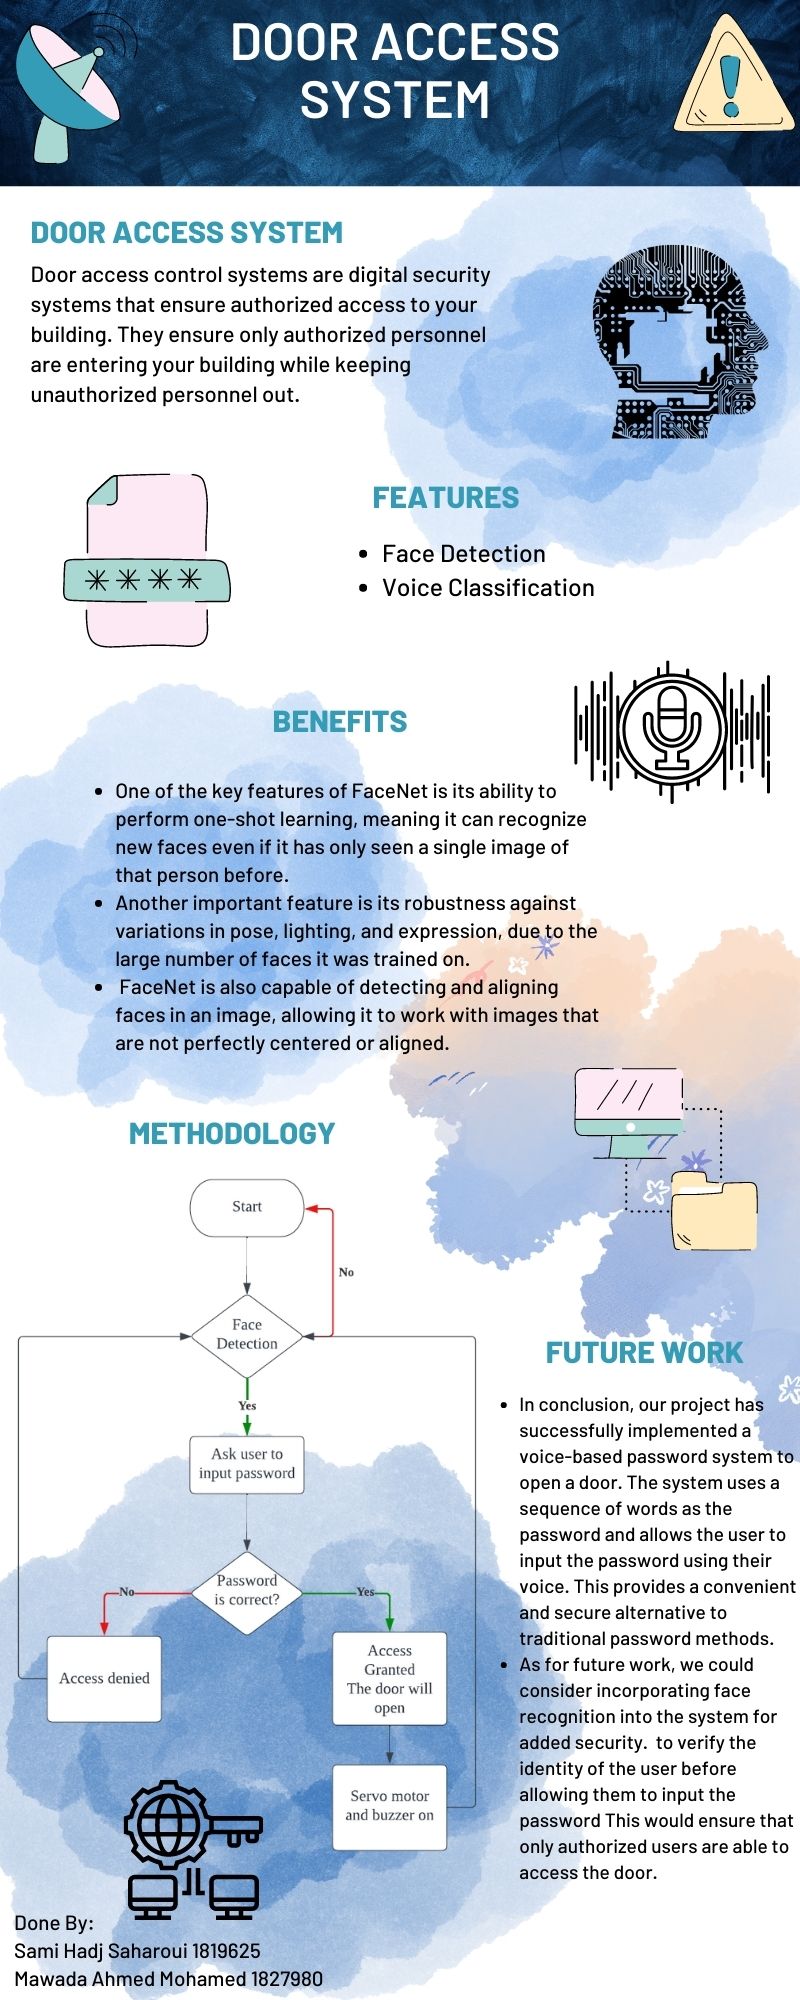 DOOR ACCESS
SYSTEM
DOOR ACCESS SYSTEM
Door access control systems are digital security
systems that ensure authorized access to your
building. They ensure only authorized personnel
are entering your building while keeping
unauthorized personnel out.
FEATURES
• Face Detection
• Voice Classification
BENEFITS
• One of the key features of FaceNet is its ability to
perform one-shot learning, meaning it can recognize
new faces even if it has only seen a single image of
that person before.
• Another important feature is its robustness against
variations in pose, lighting, and expression, due to the
large number of faces it was trained on.
• FaceNet is also capable of detecting and aligning
faces in an image, allowing it to work with images that
are not perfectly centered or aligned.
METHODOLOGY
Start
No
Face
Detection
Yes
Ask user to
input password
Password
is correct?
No
Yes
Access denied
Access
Granted
The door will
open
Servo motor
and buzzer on
FUTURE WORK
• In conclusion, our project has
successfully implemented a
voice-based password system to
open a door. The system uses a
sequence of words as the
password and allows the user to
input the password using their
voice. This provides a convenient
and secure alternative to
traditional password methods.
• As for future work, we could
consider incorporating face
recognition into the system for
added security.  to verify the
identity of the user before
allowing them to input the
password This would ensure that
only authorized users are able to
access the door.
Done By:
Sami Hadj Saharoui 1819625
Mawada Ahmed Mohamed 1827980